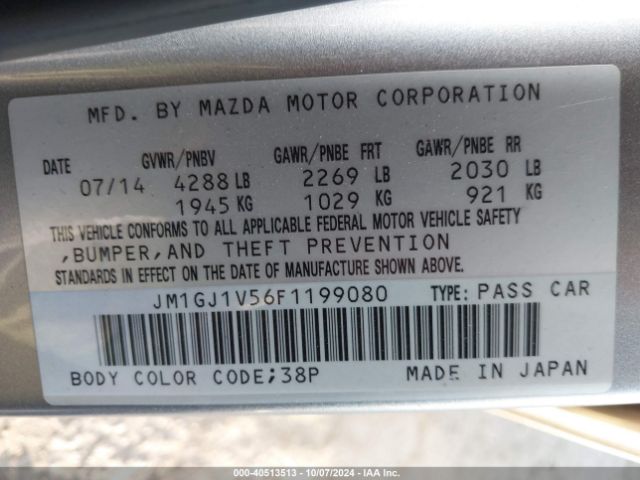 MFD. BY MAZDA MOTOR CORPORATION
DATE GVWR/PNBV GAWR/PNBE FRT GAWR/PNBE RR
07/14 4288 LB 2269 LB 2030 LB
1945 KG 1029 KG 921 KG
THIS VEHICLE CONFORMS TO ALL APPLICABLE FEDERAL MOTOR VEHICLE SAFETY
,BUMPER,AND THEFT PREVENTION
STANDARDS IN EFFECT ON THE DATE OF MANUFACTURE SHOWN ABOVE.
JM1GJ1V56F1199080 TYPE: PASS CAR
BODY COLOR CODE;38P MADE IN JAPAN
000-40513513 - 10/07/2024 - IAA Inc.